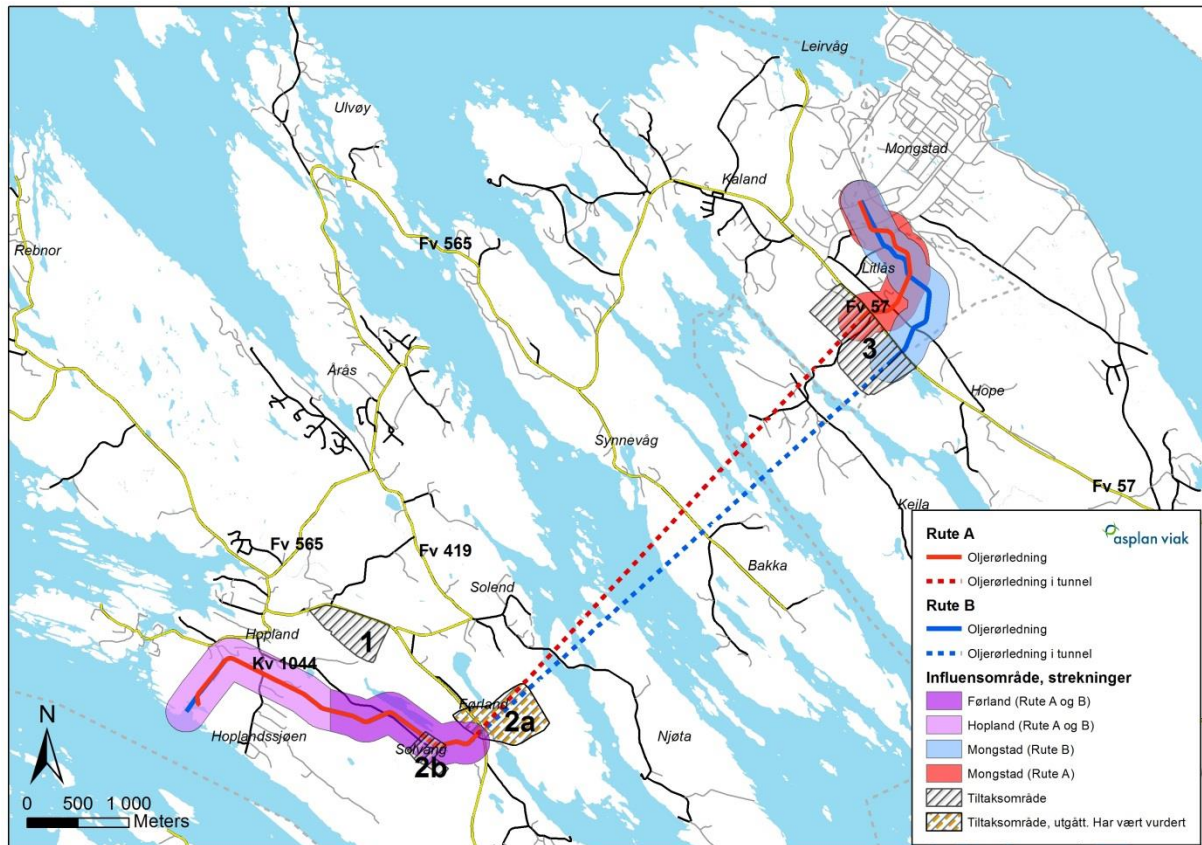 Leirvåg
Ulvøy
Mongstad
Kaland
Rebnor
Fv 565
Litlås
Fv 57
3
Årås
Hope
Synnevåg
Fv 57
Kejla
Fv 565
Fv 419
Bakka
Solend
Hopland
1
Kv 1044
Førland
2a
Hoplandssjøen
Solvang
Njøta
2b
N
0 500 1 000
Meters
asplan viak
Rute A
Oljerørledning
Oljerørledning i tunnel
Rute B
Oljerørledning
Oljerørledning i tunnel
Influensområde, strekninger
Førland (Rute A og B)
Hopland (Rute A og B)
Mongstad (Rute B)
Mongstad (Rute A)
Tiltaksområde
Tiltaksområde, utgått. Har vært vurdert